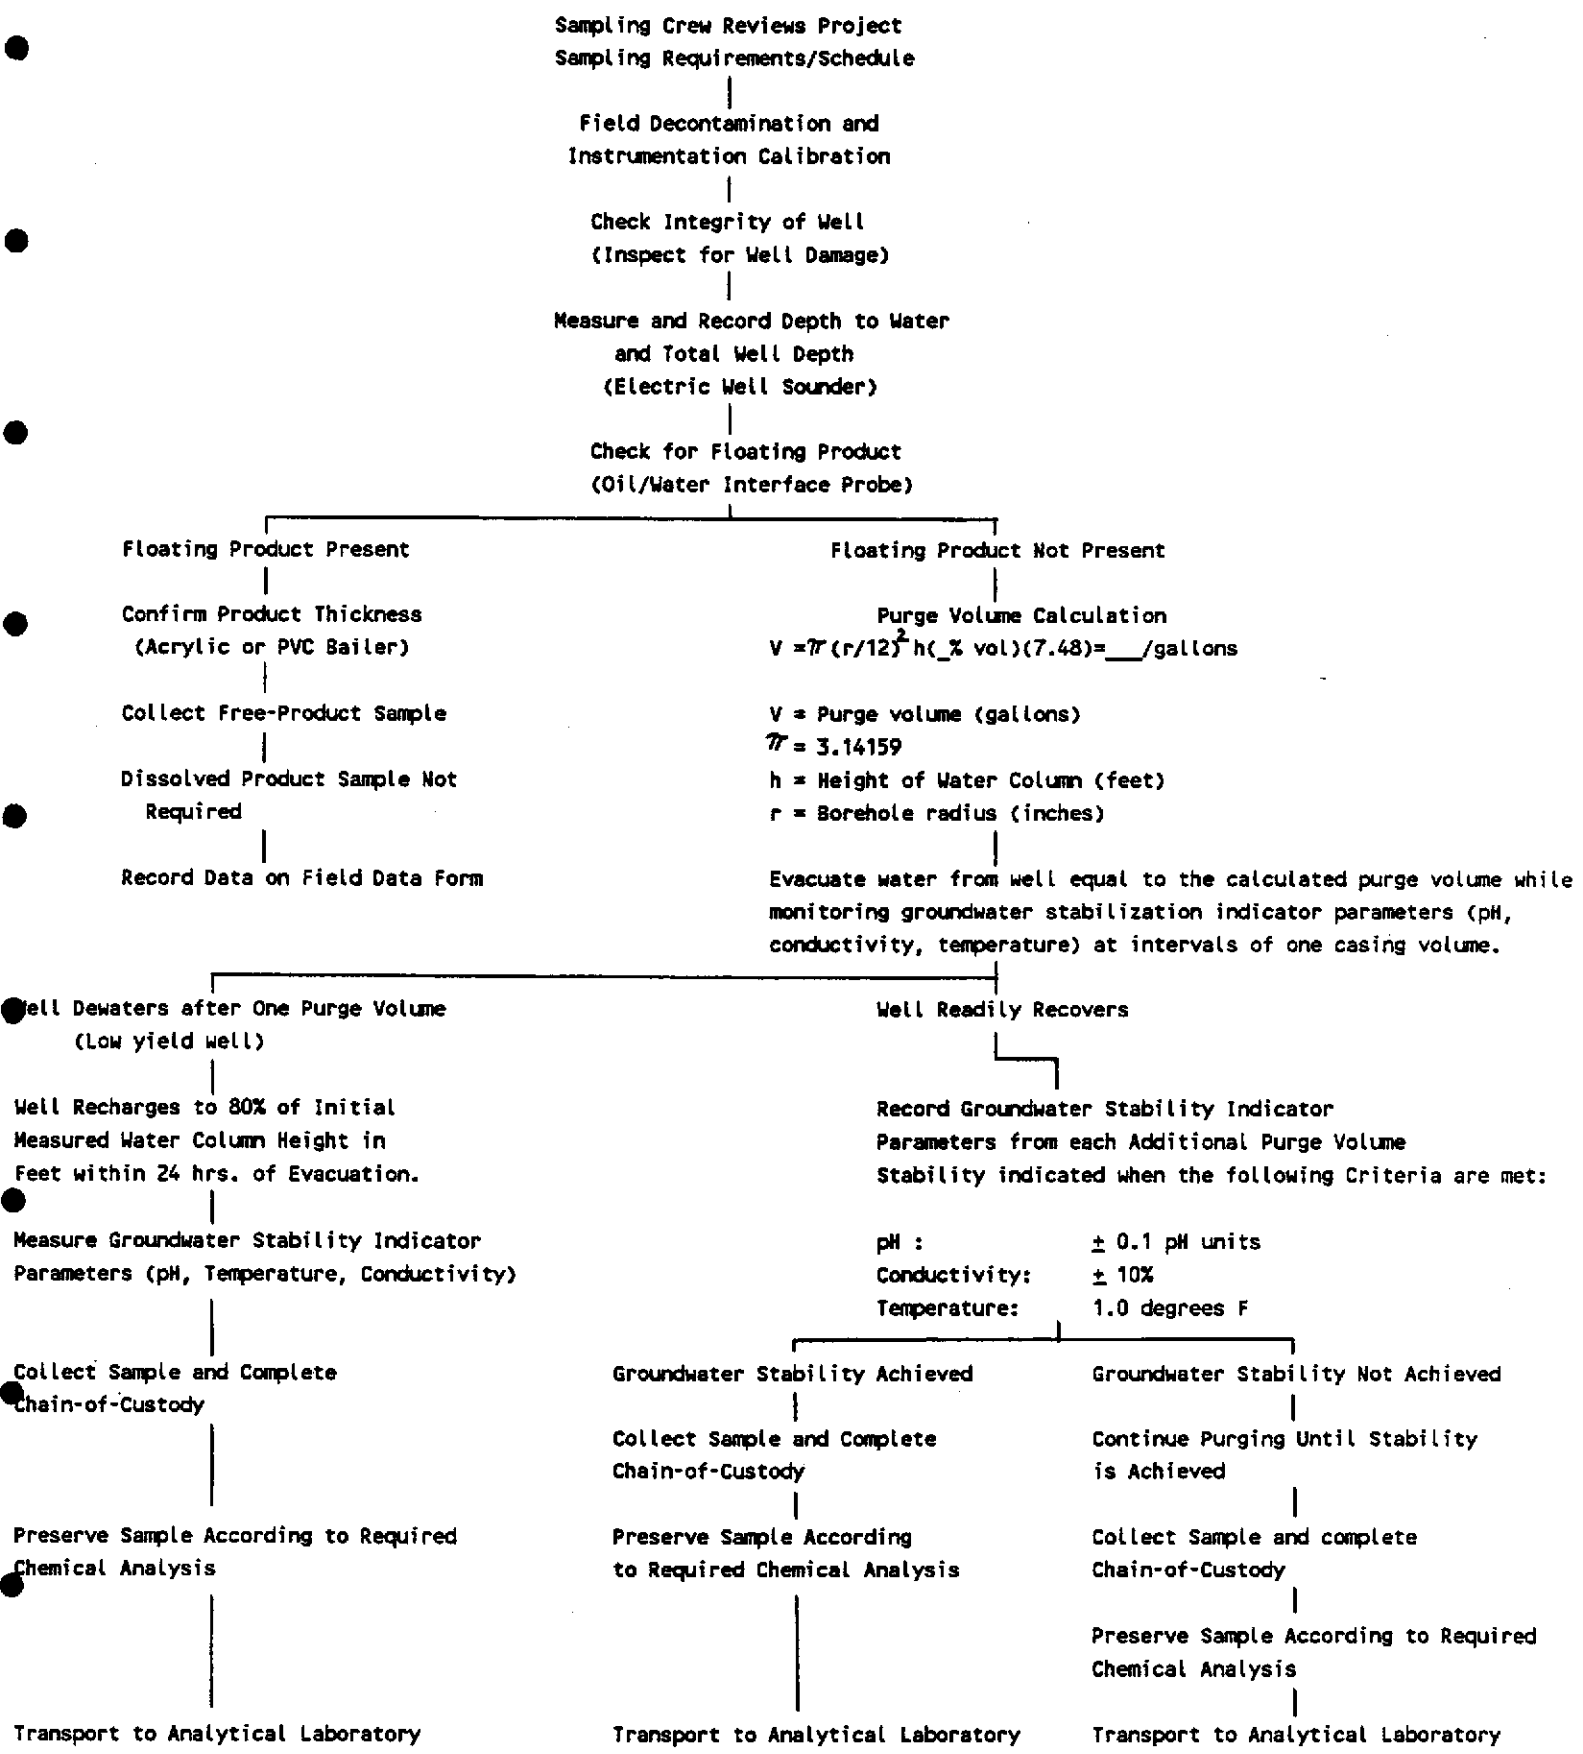 Sampling Crew Reviews Project
Sampling Requirements/Schedule
Field Decontamination and
Instrumentation Calibration
Check Integrity of Well
(Inspect for Well Damage)
Measure and Record Depth to Water
and Total Well Depth
(Electric Well Sounder)
Check for Floating Product
(Oil/Water Interface Probe)
Floating Product Present
Confirm Product Thickness
(Acrylic or PVC Bailer)
Collect Free-Product Sample
Dissolved Product Sample Not
Required
Record Data on Field Data Form
Floating Product Not Present
Purge Volume Calculation
V =π(r/12)² h(_% vol)(7.48)=___/gallons
V = Purge volume (gallons)
π = 3.14159
h = Height of Water Column (feet)
r = Borehole radius (inches)
Evacuate water from well equal to the calculated purge volume while
monitoring groundwater stabilization indicator parameters (pH,
conductivity, temperature) at intervals of one casing volume.
Well Dewaters after One Purge Volume
(Low yield well)
Well Recharges to 80% of Initial
Measured Water Column Height in
Feet within 24 hrs. of Evacuation.
Measure Groundwater Stability Indicator
Parameters (pH, Temperature, Conductivity)
Collect Sample and Complete
Chain-of-Custody
Preserve Sample According to Required
Chemical Analysis
Transport to Analytical Laboratory
Well Readily Recovers
Record Groundwater Stability Indicator
Parameters from each Additional Purge Volume
Stability indicated when the following Criteria are met:
pH : ± 0.1 pH units
Conductivity: ± 10%
Temperature: 1.0 degrees F
Groundwater Stability Achieved
Collect Sample and Complete
Chain-of-Custody
Preserve Sample According
to Required Chemical Analysis
Transport to Analytical Laboratory
Groundwater Stability Not Achieved
Continue Purging Until Stability
is Achieved
Collect Sample and complete
Chain-of-Custody
Preserve Sample According to Required
Chemical Analysis
Transport to Analytical Laboratory